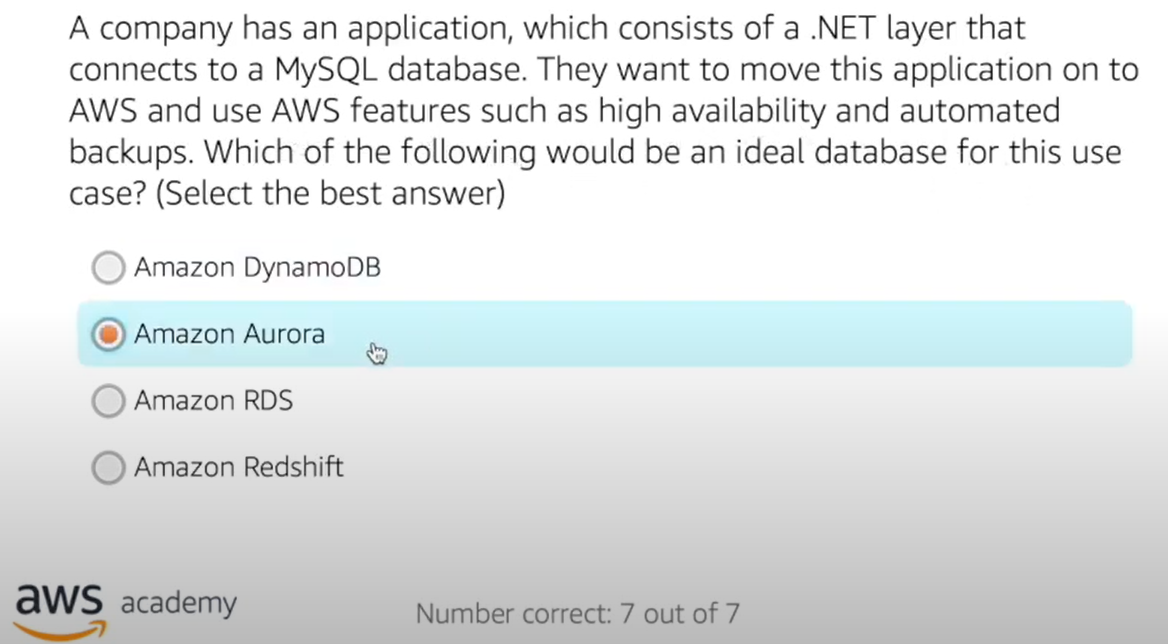 A company has an application, which consists of a .NET layer that
connects to a MySQL database. They want to move this application on to
AWS and use AWS features such as high availability and automated
backups. Which of the following would be an ideal database for this use
case? (Select the best answer)
Amazon DynamoDB
Amazon Aurora
Amazon RDS
Amazon Redshift
aws academy
Number correct: 7 out of 7